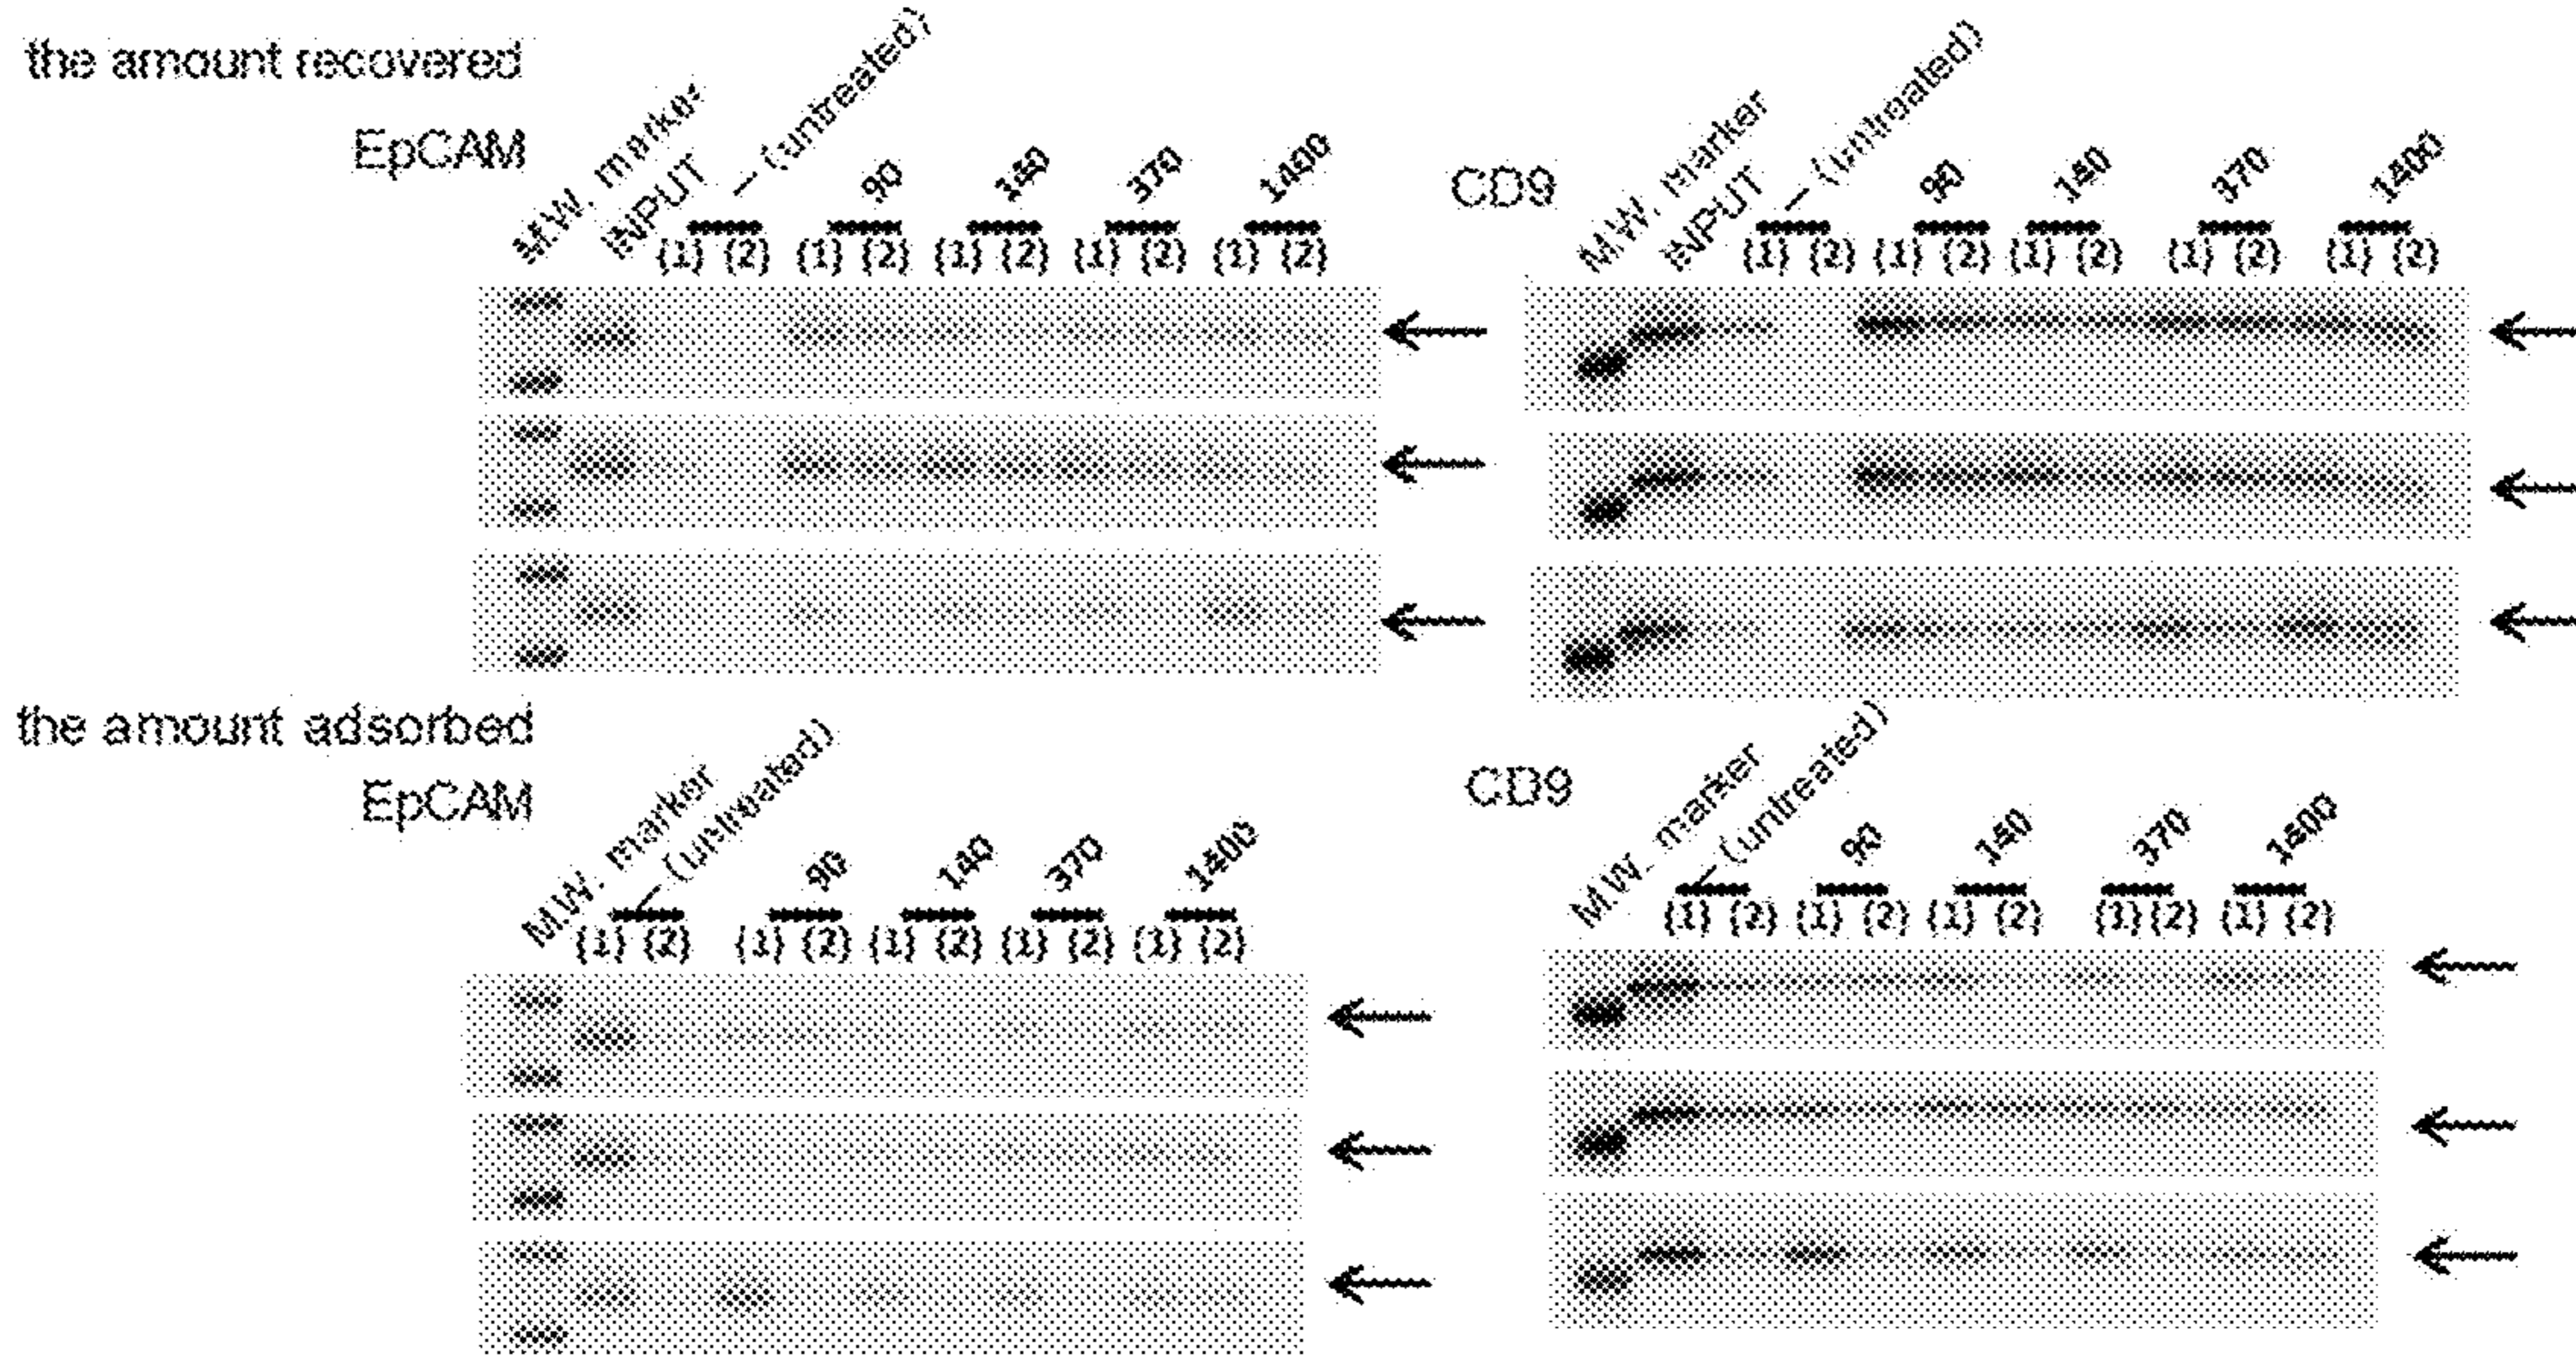 the amount recovered
EpCAM
M.W. marker
INPUT
— (untreated)
90
140
370
1400
(1) (2) (1) (2) (1) (2) (1) (2) (1) (2)
CD9
M.W. marker
INPUT
— (untreated)
90
140
370
1400
(1) (2) (1) (2) (1) (2) (1) (2) (1) (2)
the amount adsorbed
EpCAM
M.W. marker
— (untreated)
90
140
370
1400
(1) (2) (1) (2) (1) (2) (1) (2) (1) (2)
CD9
M.W. marker
— (untreated)
90
140
370
1400
(1) (2) (1) (2) (1) (2) (1) (2) (1) (2)